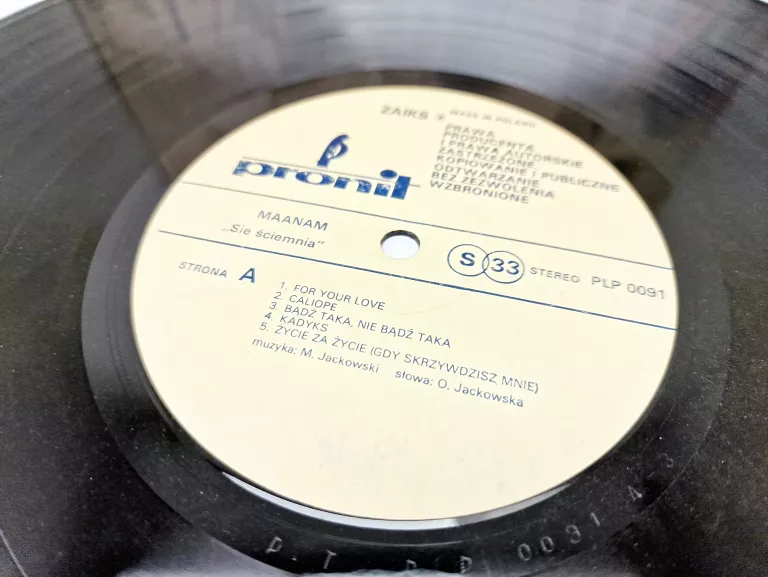 ZAIKS MADE IN POLAND
PRAWA
PRODUCENTA
I PRAWA AUTORSKIE
ZASTRZEŻONE
KOPIOWANIE I PUBLICZNE
ODTWARZANIE
BEZ ZEZWOLENIA
WZBRONIONE
pronit
MAANAM
„Się ściemnia”
S 33 STEREO PLP 0091
STRONA A
1. FOR YOUR LOVE
2. CALIOPE
3. BĄDŹ TAKA, NIE BĄDŹ TAKA
4. KADYKS
5. ŻYCIE ZA ŻYCIE (GDY SKRZYWDZISZ MNIE)
muzyka: M. Jackowski słowa: O. Jackowska